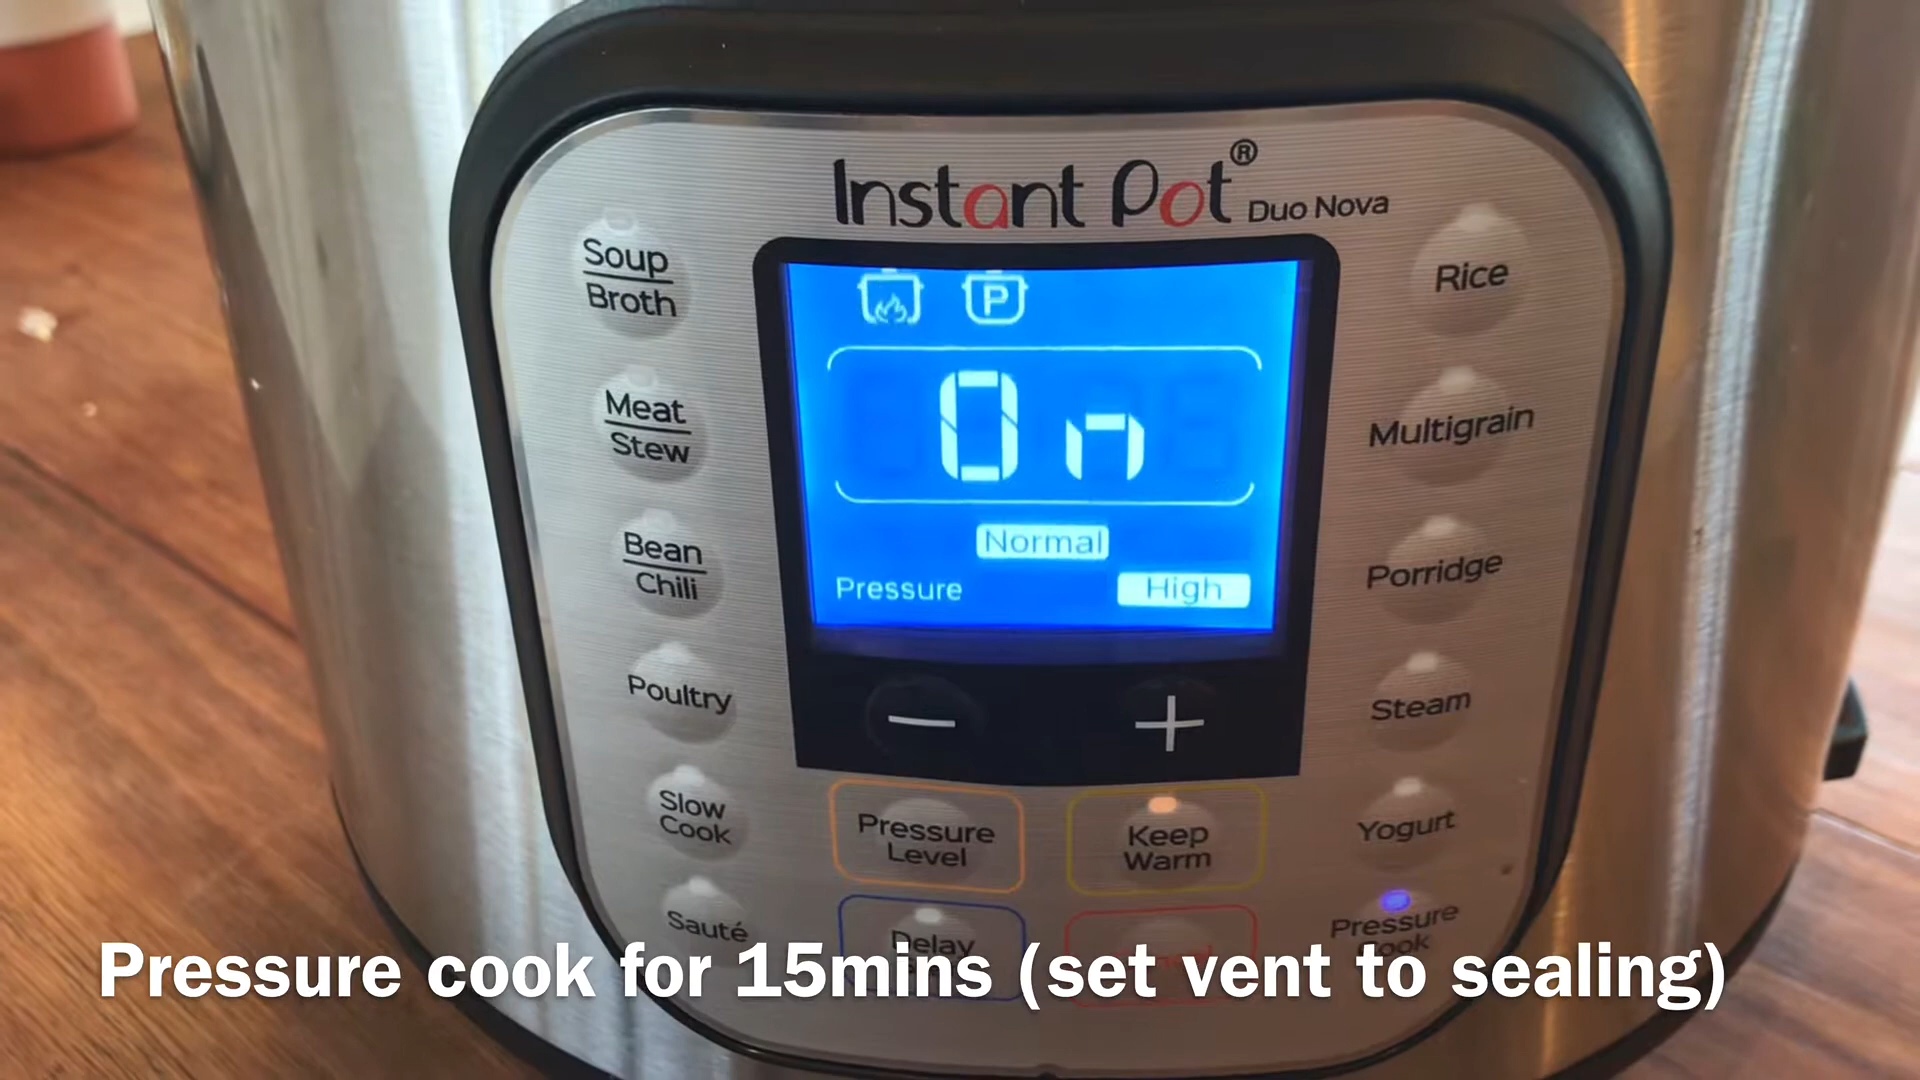 Instant Pot® Duo Nova
Soup
Broth
Meat
Stew
Bean
Chili
Poultry
Slow
Cook
Sauté
P
On
Normal
Pressure High
− +
Pressure
Level
Keep
Warm
Delay
Rice
Multigrain
Porridge
Steam
Yogurt
Pressure
Cook
Pressure cook for 15mins (set vent to sealing)